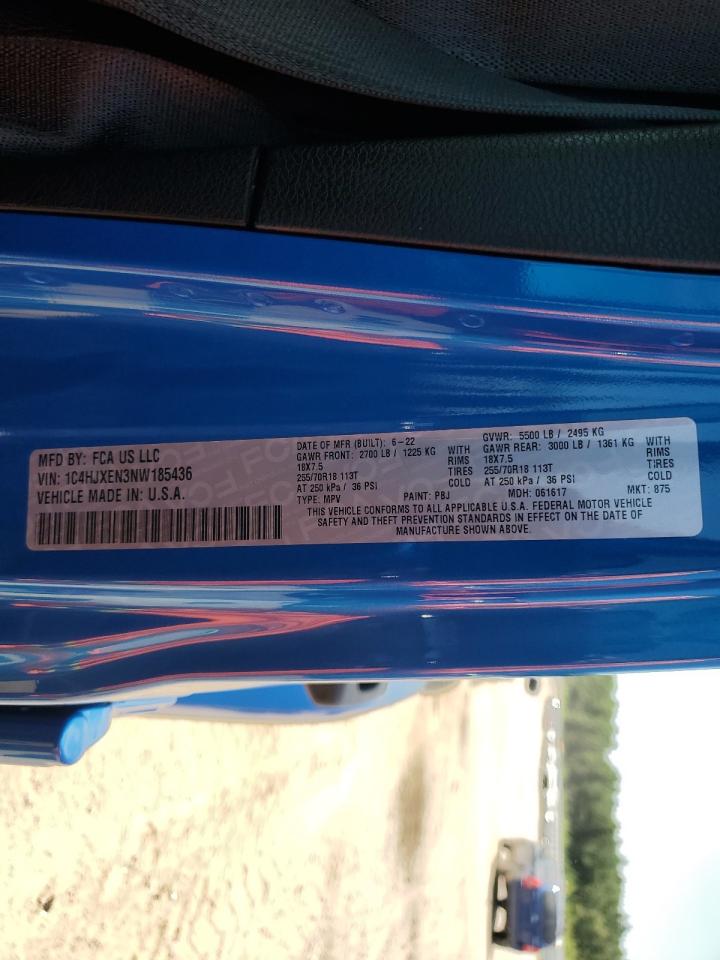 MFD BY: FCA US LLC
VIN: 1C4HJXEN3NW185436
VEHICLE MADE IN U.S.A.
DATE OF MFR (BUILT): 6-22
GAWR FRONT: 2700 LB / 1225 KG WITH
18X7.5 RIMS
255/70R18 113T TIRES
AT 250 kPa / 36 PSI COLD
GVWR: 5500 LB / 2495 KG
GAWR REAR: 3000 LB / 1361 KG WITH
18X7.5 RIMS
255/70R18 113T TIRES
AT 250 kPa / 36 PSI COLD
TYPE: MPV PAINT: PBJ MDH: 061617 MKT: 875
THIS VEHICLE CONFORMS TO ALL APPLICABLE U.S.A. FEDERAL MOTOR VEHICLE
SAFETY AND THEFT PREVENTION STANDARDS IN EFFECT ON THE DATE OF
MANUFACTURE SHOWN ABOVE.